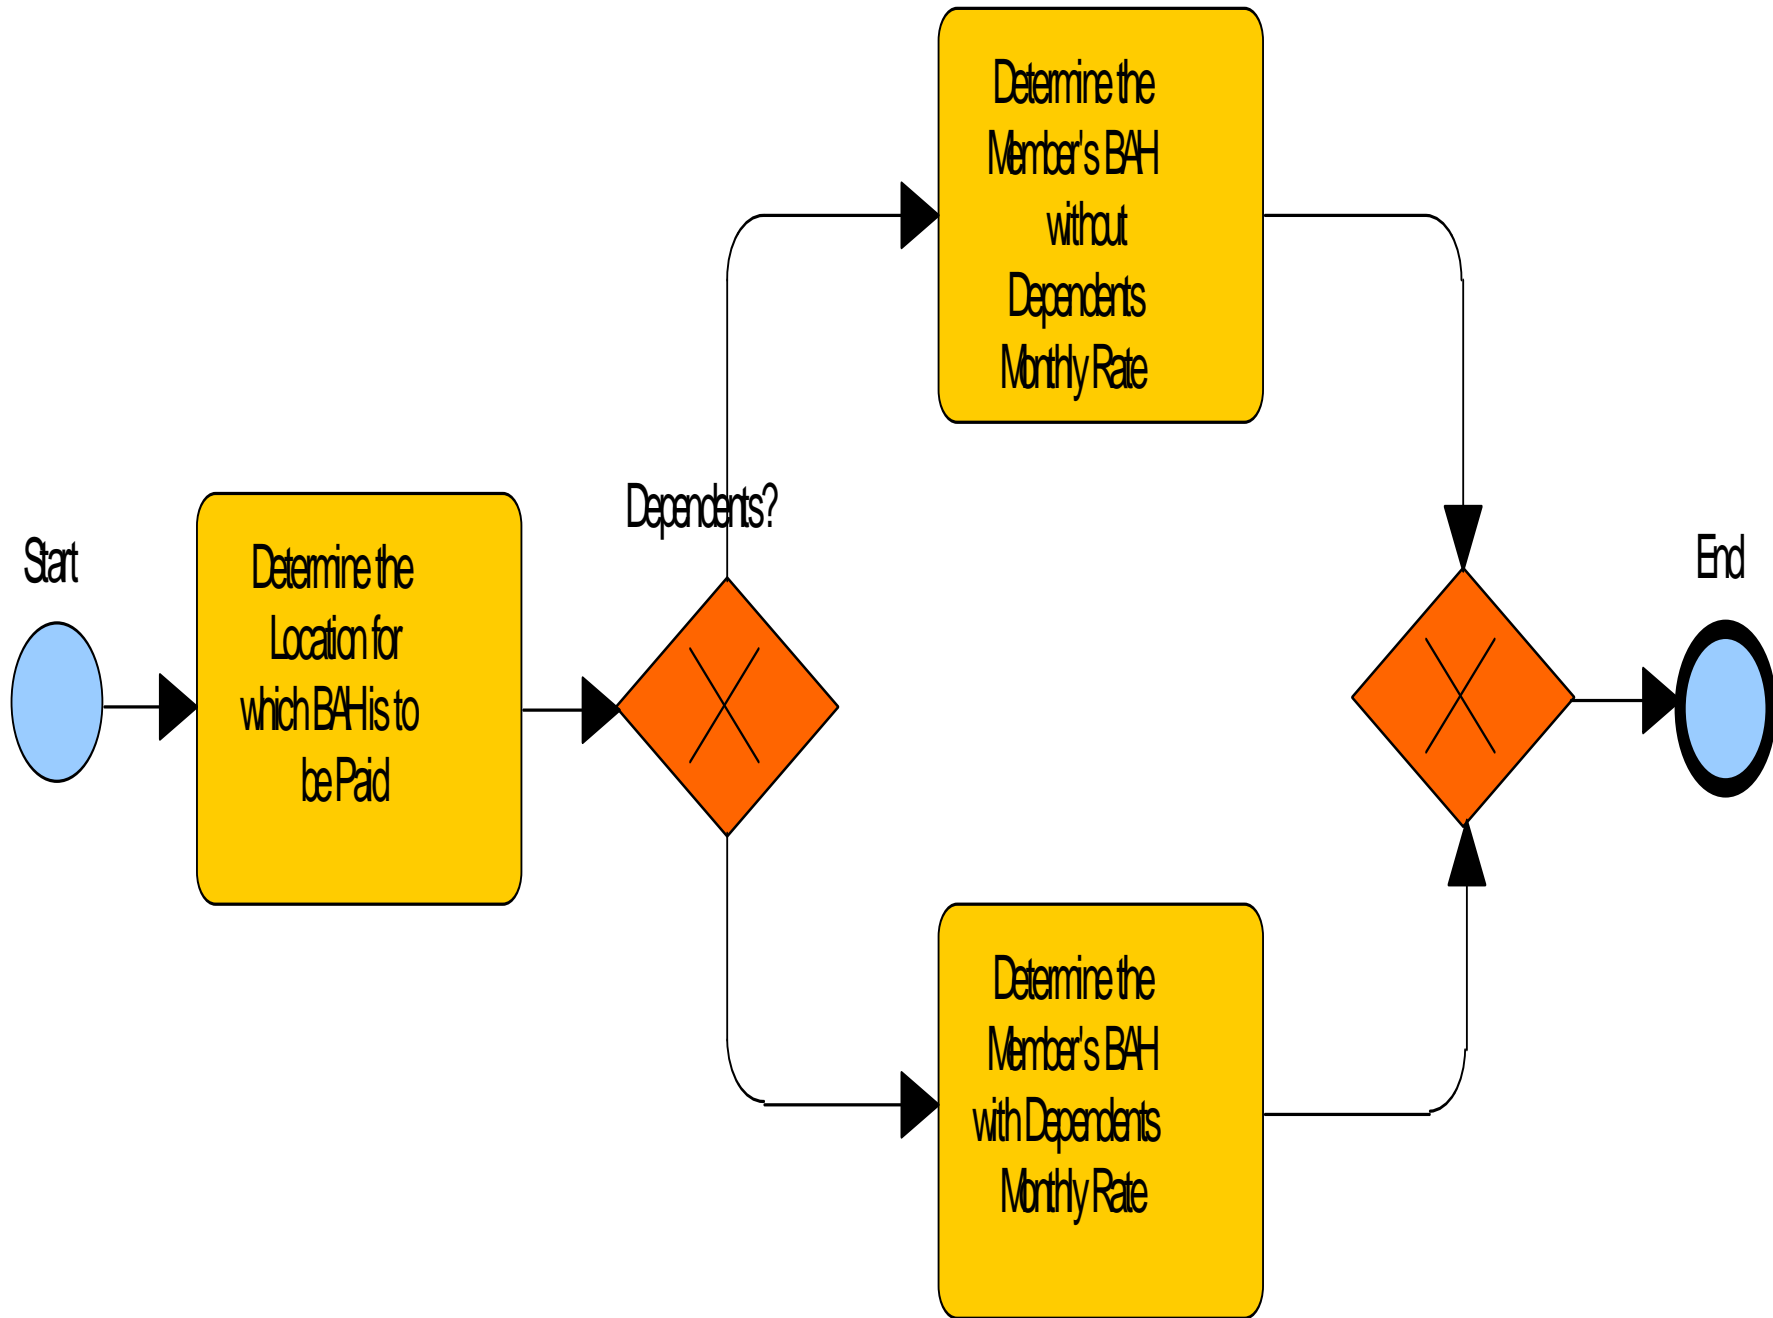 Start
Determine the
Location for
which BAH is to
be Paid
Dependents?
Determine the
Member's BAH
without
Dependents
Monthly Rate
Determine the
Member's BAH
with Dependents
Monthly Rate
End